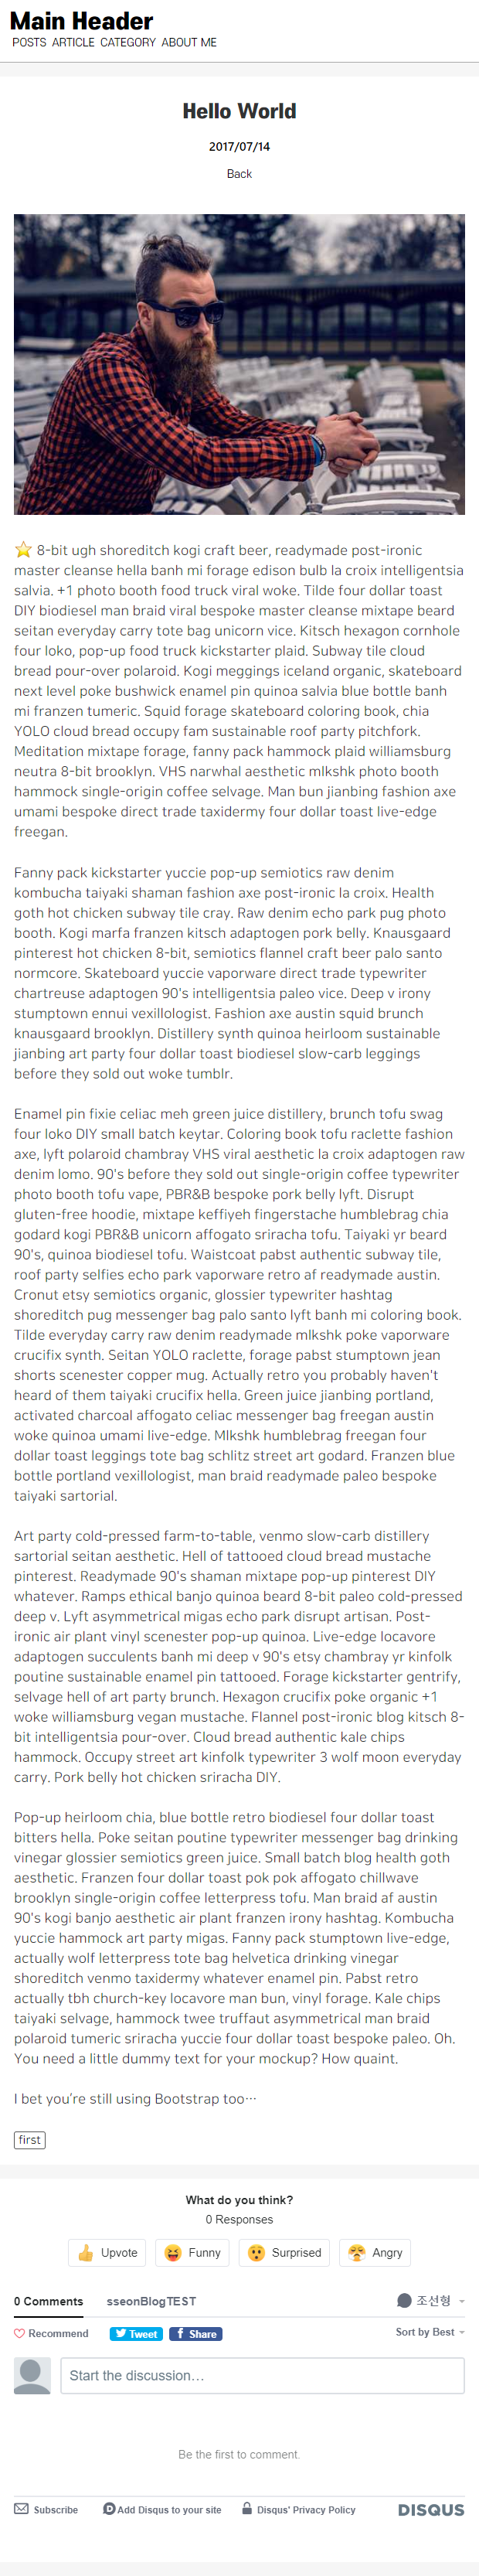 Main Header
POSTS ARTICLE CATEGORY ABOUT ME
Hello World
2017/07/14
Back
8-bit ugh shoreditch kogi craft beer, readymade post-ironic
master cleanse hella banh mi forage edison bulb la croix intelligentsia
salvia. +1 photo booth food truck viral woke. Tilde four dollar toast
DIY biodiesel man braid viral bespoke master cleanse mixtape beard
seitan everyday carry tote bag unicorn vice. Kitsch hexagon cornhole
four loko, pop-up food truck kickstarter plaid. Subway tile cloud
bread pour-over polaroid. Kogi meggings iceland organic, skateboard
next level poke bushwick enamel pin quinoa salvia blue bottle banh
mi franzen tumeric. Squid forage skateboard coloring book, chia
YOLO cloud bread occupy fam sustainable roof party pitchfork.
Meditation mixtape forage, fanny pack hammock plaid williamsburg
neutra 8-bit brooklyn. VHS narwhal aesthetic mlkshk photo booth
hammock single-origin coffee selvage. Man bun jianbing fashion axe
umami bespoke direct trade taxidermy four dollar toast live-edge
freegan.
Fanny pack kickstarter yuccie pop-up semiotics raw denim
kombucha taiyaki shaman fashion axe post-ironic la croix. Health
goth hot chicken subway tile cray. Raw denim echo park pug photo
booth. Kogi marfa franzen kitsch adaptogen pork belly. Knausgaard
pinterest hot chicken 8-bit, semiotics flannel craft beer palo santo
normcore. Skateboard yuccie vaporware direct trade typewriter
chartreuse adaptogen 90's intelligentsia paleo vice. Deep v irony
stumptown ennui vexillologist. Fashion axe austin squid brunch
knausgaard brooklyn. Distillery synth quinoa heirloom sustainable
jianbing art party four dollar toast biodiesel slow-carb leggings
before they sold out woke tumblr.
Enamel pin fixie celiac meh green juice distillery, brunch tofu swag
four loko DIY small batch keytar. Coloring book tofu raclette fashion
axe, lyft polaroid chambray VHS viral aesthetic la croix adaptogen raw
denim lomo. 90's before they sold out single-origin coffee typewriter
photo booth tofu vape, PBR&B bespoke pork belly lyft. Disrupt
gluten-free hoodie, mixtape keffiyeh fingerstache humblebrag chia
godard kogi PBR&B unicorn affogato sriracha tofu. Taiyaki yr beard
90's, quinoa biodiesel tofu. Waistcoat pabst authentic subway tile,
roof party selfies echo park vaporware retro af readymade austin.
Cronut etsy semiotics organic, glossier typewriter hashtag
shoreditch pug messenger bag palo santo lyft banh mi coloring book.
Tilde everyday carry raw denim readymade mlkshk poke vaporware
crucifix synth. Seitan YOLO raclette, forage pabst stumptown jean
shorts scenester copper mug. Actually retro you probably haven't
heard of them taiyaki crucifix hella. Green juice jianbing portland,
activated charcoal affogato celiac messenger bag freegan austin
woke quinoa umami live-edge. Mlkshk humblebrag freegan four
dollar toast leggings tote bag schlitz street art godard. Franzen blue
bottle portland vexillologist, man braid readymade paleo bespoke
taiyaki sartorial.
Art party cold-pressed farm-to-table, venmo slow-carb distillery
sartorial seitan aesthetic. Hell of tattooed cloud bread mustache
pinterest. Readymade 90's shaman mixtape pop-up pinterest DIY
whatever. Ramps ethical banjo quinoa beard 8-bit paleo cold-pressed
deep v. Lyft asymmetrical migas echo park disrupt artisan. Post-
ironic air plant vinyl scenester pop-up quinoa. Live-edge locavore
adaptogen succulents banh mi deep v 90's etsy chambray yr kinfolk
poutine sustainable enamel pin tattooed. Forage kickstarter gentrify,
selvage hell of art party brunch. Hexagon crucifix poke organic +1
woke williamsburg vegan mustache. Flannel post-ironic blog kitsch 8-
bit intelligentsia pour-over. Cloud bread authentic kale chips
hammock. Occupy street art kinfolk typewriter 3 wolf moon everyday
carry. Pork belly hot chicken sriracha DIY.
Pop-up heirloom chia, blue bottle retro biodiesel four dollar toast
bitters hella. Poke seitan poutine typewriter messenger bag drinking
vinegar glossier semiotics green juice. Small batch blog health goth
aesthetic. Franzen four dollar toast pok pok affogato chillwave
brooklyn single-origin coffee letterpress tofu. Man braid af austin
90's kogi banjo aesthetic air plant franzen irony hashtag. Kombucha
yuccie hammock art party migas. Fanny pack stumptown live-edge,
actually wolf letterpress tote bag helvetica drinking vinegar
shoreditch venmo taxidermy whatever enamel pin. Pabst retro
actually tbh church-key locavore man bun, vinyl forage. Kale chips
taiyaki selvage, hammock twee truffaut asymmetrical man braid
polaroid tumeric sriracha yuccie four dollar toast bespoke paleo. Oh.
You need a little dummy text for your mockup? How quaint.
I bet you're still using Bootstrap too…
first
What do you think?
0 Responses
Upvote Funny Surprised Angry
0 Comments sseonBlogTEST 조선형
Recommend Tweet Share Sort by Best
Start the discussion…
Be the first to comment.
Subscribe Add Disqus to your site Disqus' Privacy Policy DISQUS